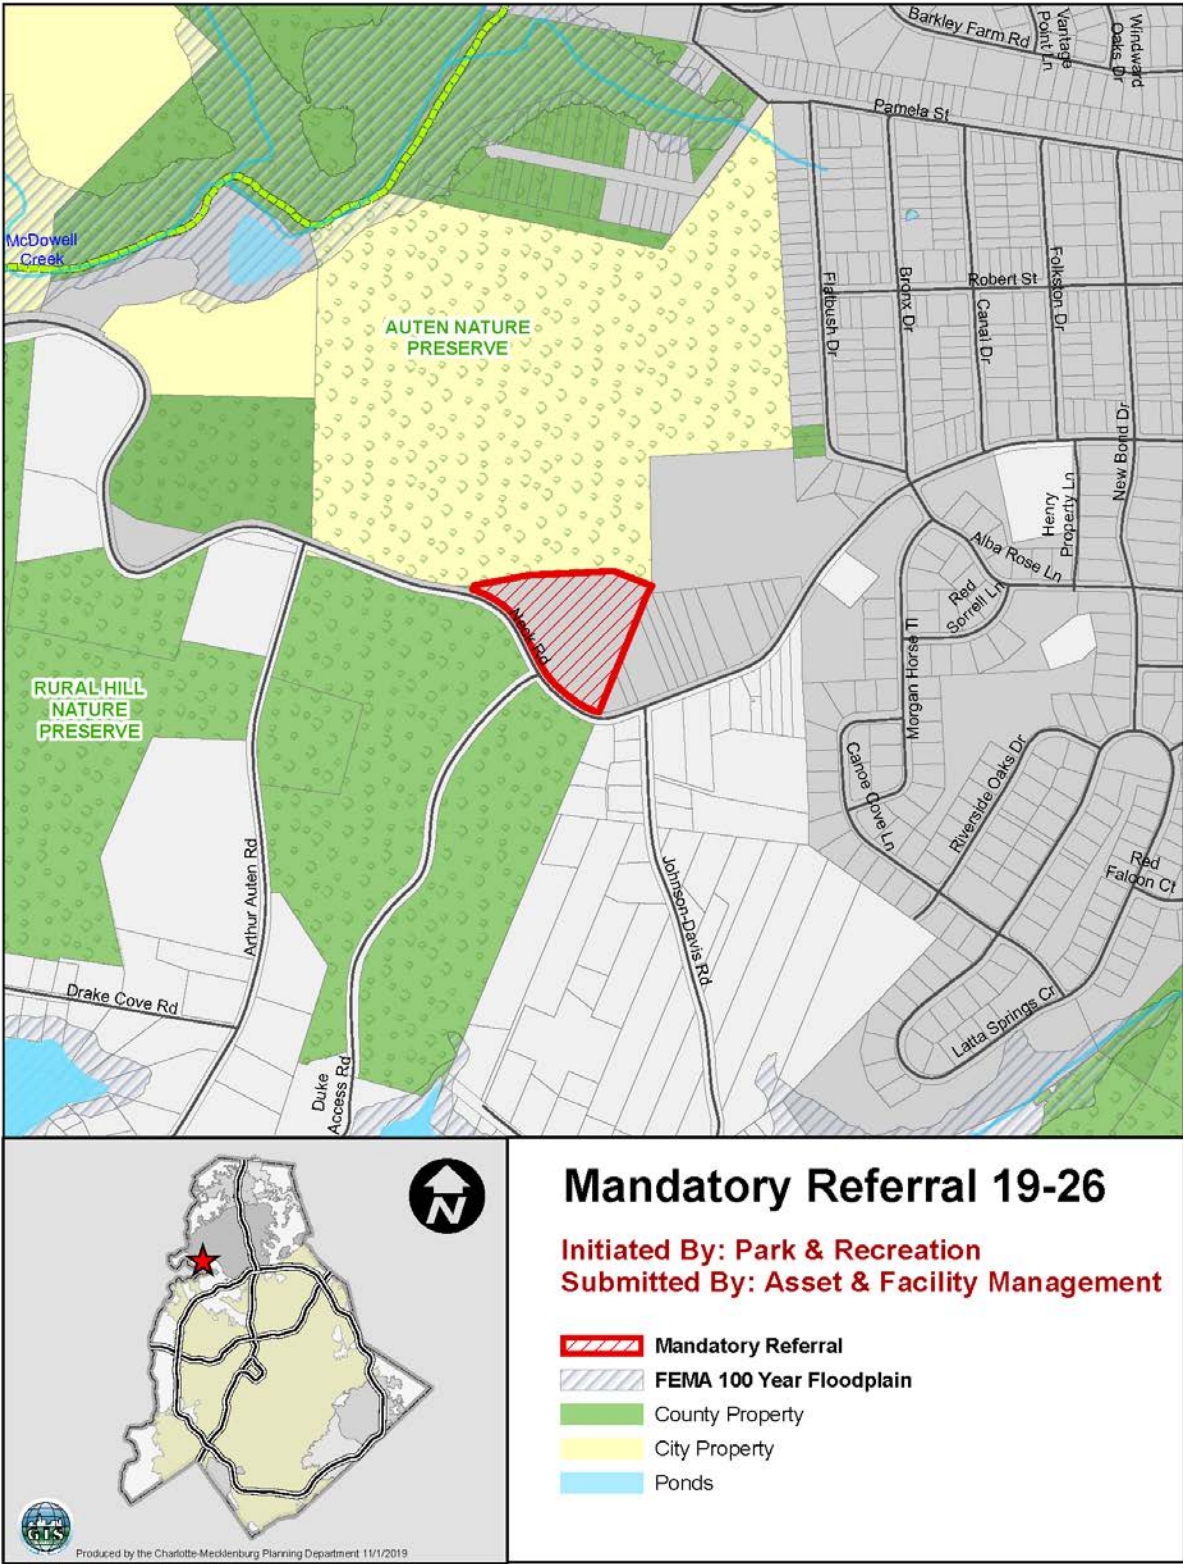 Barkley Farm Rd
Vantage
Point Ln
Windward
Oaks Dr
Pamela St
McDowell
Creek
AUTEN NATURE
PRESERVE
Flatbush Dr
Bronx Dr
Robert St
Canal Dr
Folkston Dr
New Bond Dr
Henry
Property Ln
Alba Rose Ln
Red
Sorrell Ln
Neck Rd
Morgan Horse Tl
RURAL HILL
NATURE
PRESERVE
Canoe Cove Ln
Riverside Oaks Dr
Red
Falcon Ct
Arthur Auten Rd
Johnson-Davis Rd
Drake Cove Rd
Latta Springs Cr
Duke
Access Rd
N
Mandatory Referral 19-26
Initiated By: Park & Recreation
Submitted By: Asset & Facility Management
Mandatory Referral
FEMA 100 Year Floodplain
County Property
City Property
Ponds
GIS
Produced by the Charlotte-Mecklenburg Planning Department 11/1/2019